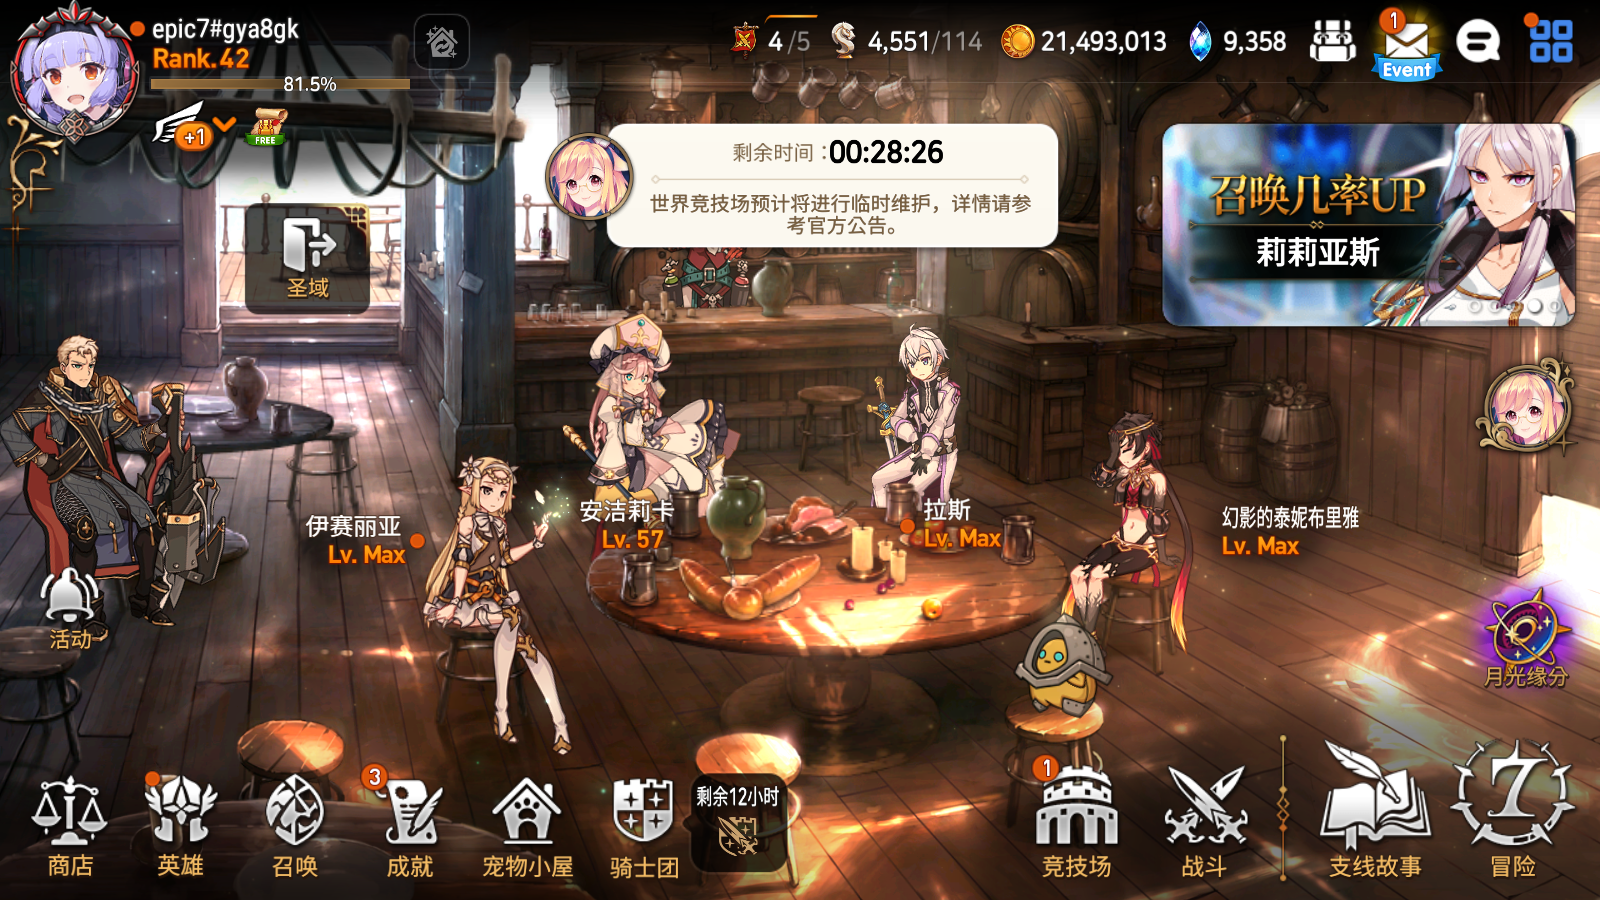 epic7#gya8gk
Rank.42
81.5%
+1
FREE
4/5
4,551/114
21,493,013
9,358
1
Event
剩余时间 :00:28:26
世界竞技场预计将进行临时维护，详情请参
考官方公告。
召唤几率UP
莉莉亚斯
圣域
伊赛丽亚
Lv. Max
安洁莉卡
Lv. 57
拉斯
Lv. Max
幻影的泰妮布里雅
Lv. Max
活动
月光缘分
商店
英雄
召唤
3
成就
宠物小屋
骑士团
剩余12小时
1
竞技场
战斗
支线故事
7
冒险